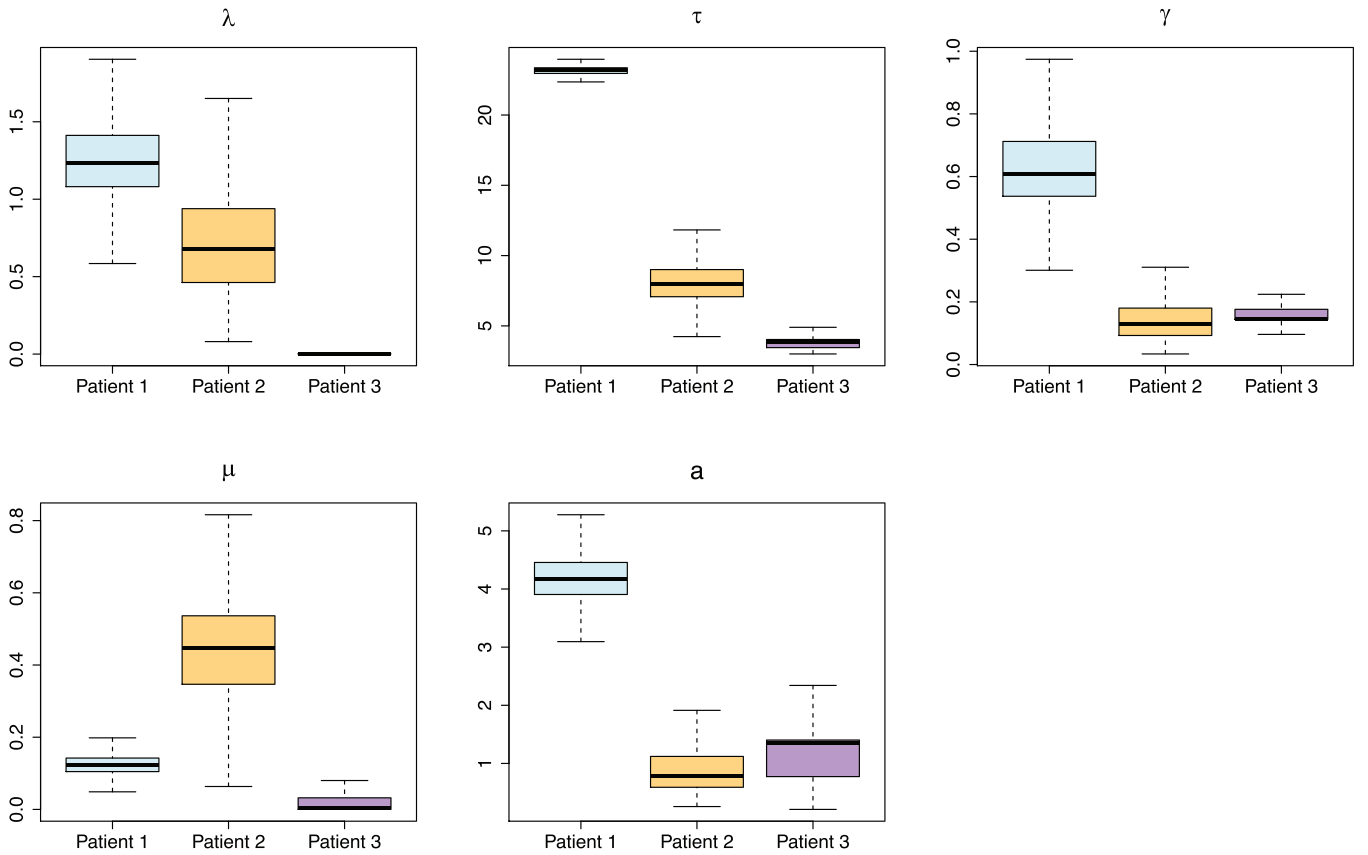 λ
0.0 0.5 1.0 1.5
Patient 1 Patient 2 Patient 3
τ
5 10 15 20
Patient 1 Patient 2 Patient 3
γ
0.0 0.2 0.4 0.6 0.8 1.0
Patient 1 Patient 2 Patient 3
μ
0.0 0.2 0.4 0.6 0.8
Patient 1 Patient 2 Patient 3
a
1 2 3 4 5
Patient 1 Patient 2 Patient 3